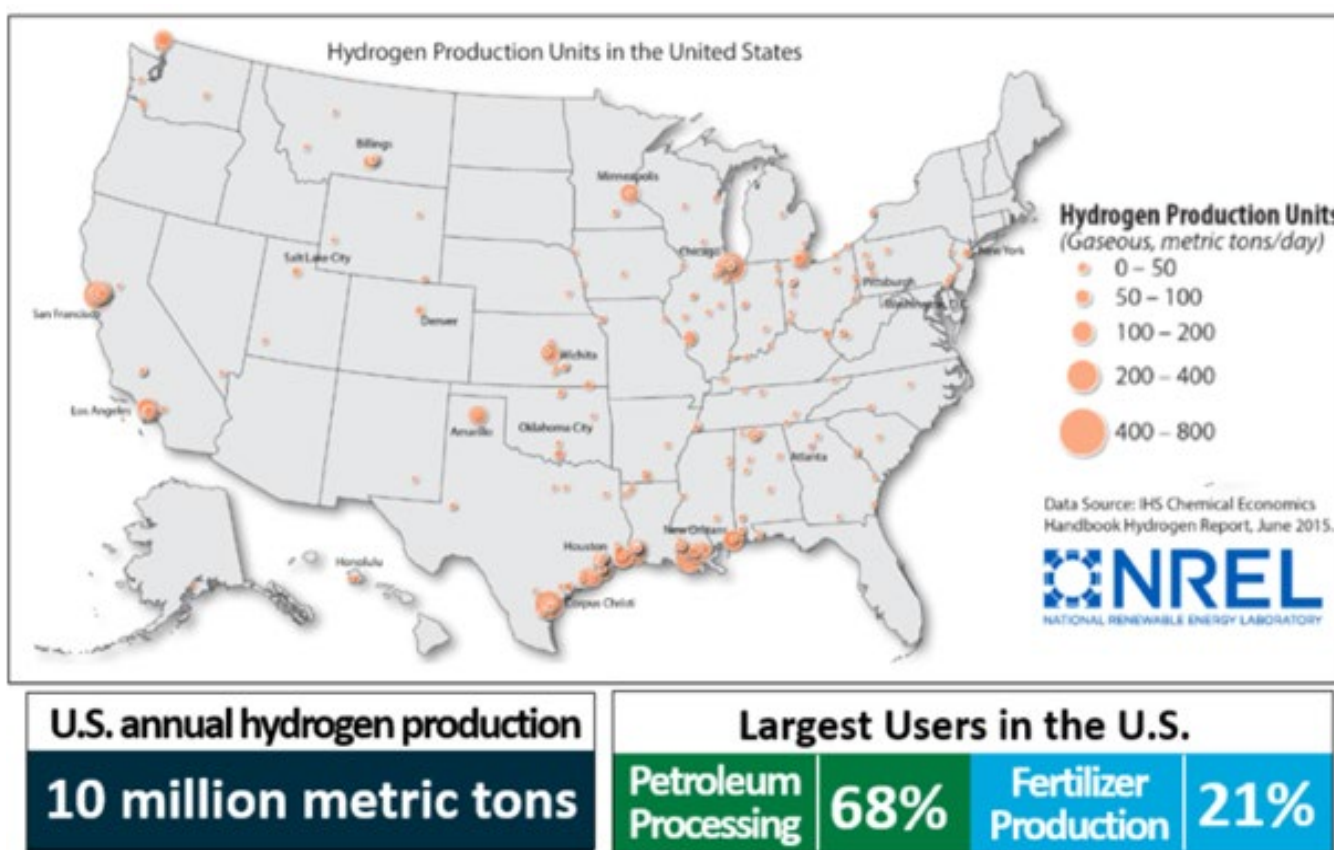 Hydrogen Production Units in the United States
Billings
Minneapolis
Chicago
New York
Salt Lake City
Pittsburgh
Washington, D.C.
San Francisco
Denver
Wichita
Los Angeles
Amarillo
Oklahoma City
Atlanta
New Orleans
Houston
Honolulu
Corpus Christi
Hydrogen Production Units
(Gaseous, metric tons/day)
0 – 50
50 – 100
100 – 200
200 – 400
400 – 800
Data Source: IHS Chemical Economics
Handbook Hydrogen Report, June 2015.
NREL
NATIONAL RENEWABLE ENERGY LABORATORY
U.S. annual hydrogen production
10 million metric tons
Largest Users in the U.S.
Petroleum
Processing
68%
Fertilizer
Production
21%